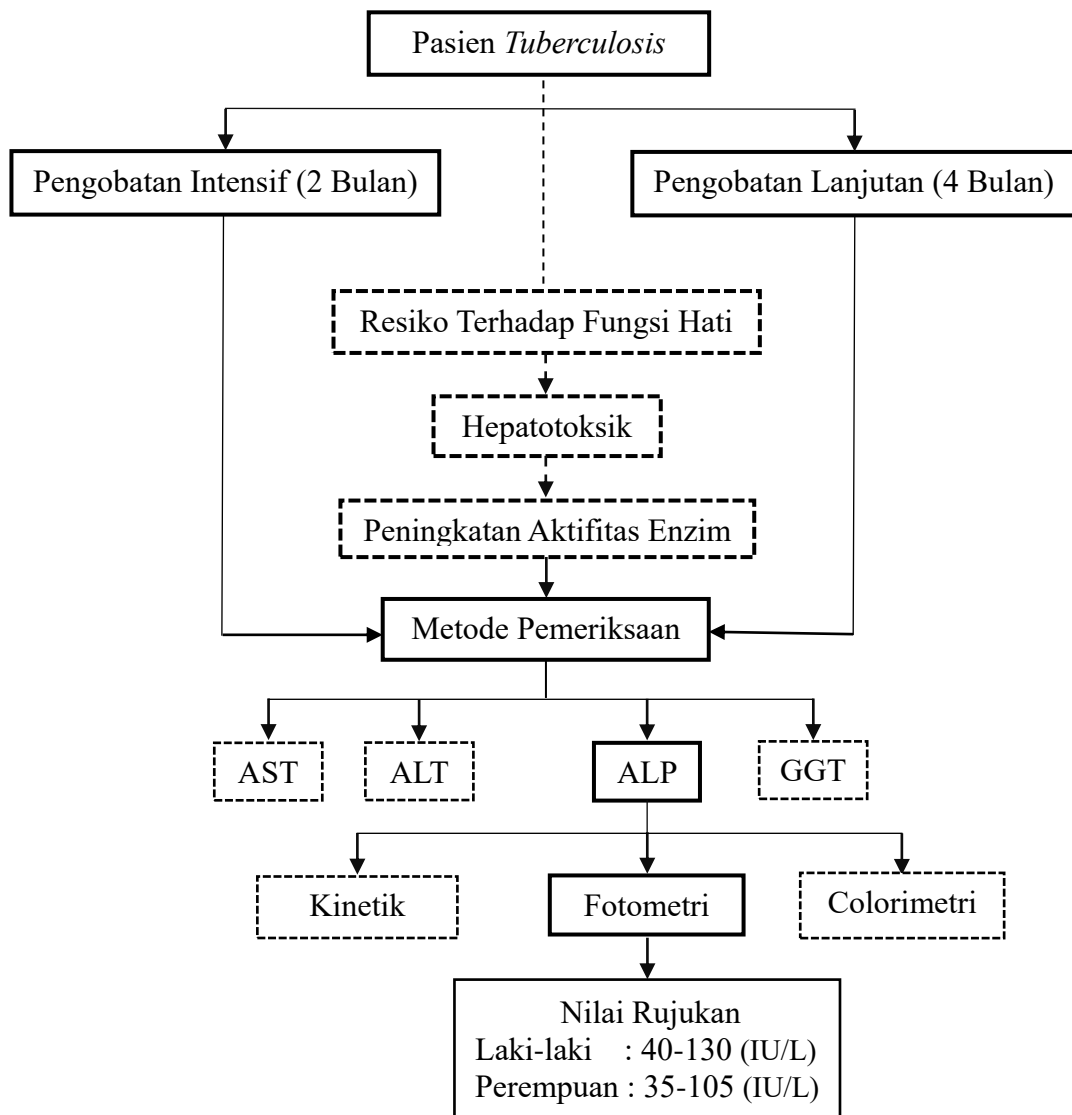 Pasien Tuberculosis
Pengobatan Intensif (2 Bulan)
Pengobatan Lanjutan (4 Bulan)
Resiko Terhadap Fungsi Hati
Hepatotoksik
Peningkatan Aktifitas Enzim
Metode Pemeriksaan
AST
ALT
ALP
GGT
Kinetik
Fotometri
Colorimetri
Nilai Rujukan
Laki-laki : 40-130 (IU/L)
Perempuan : 35-105 (IU/L)